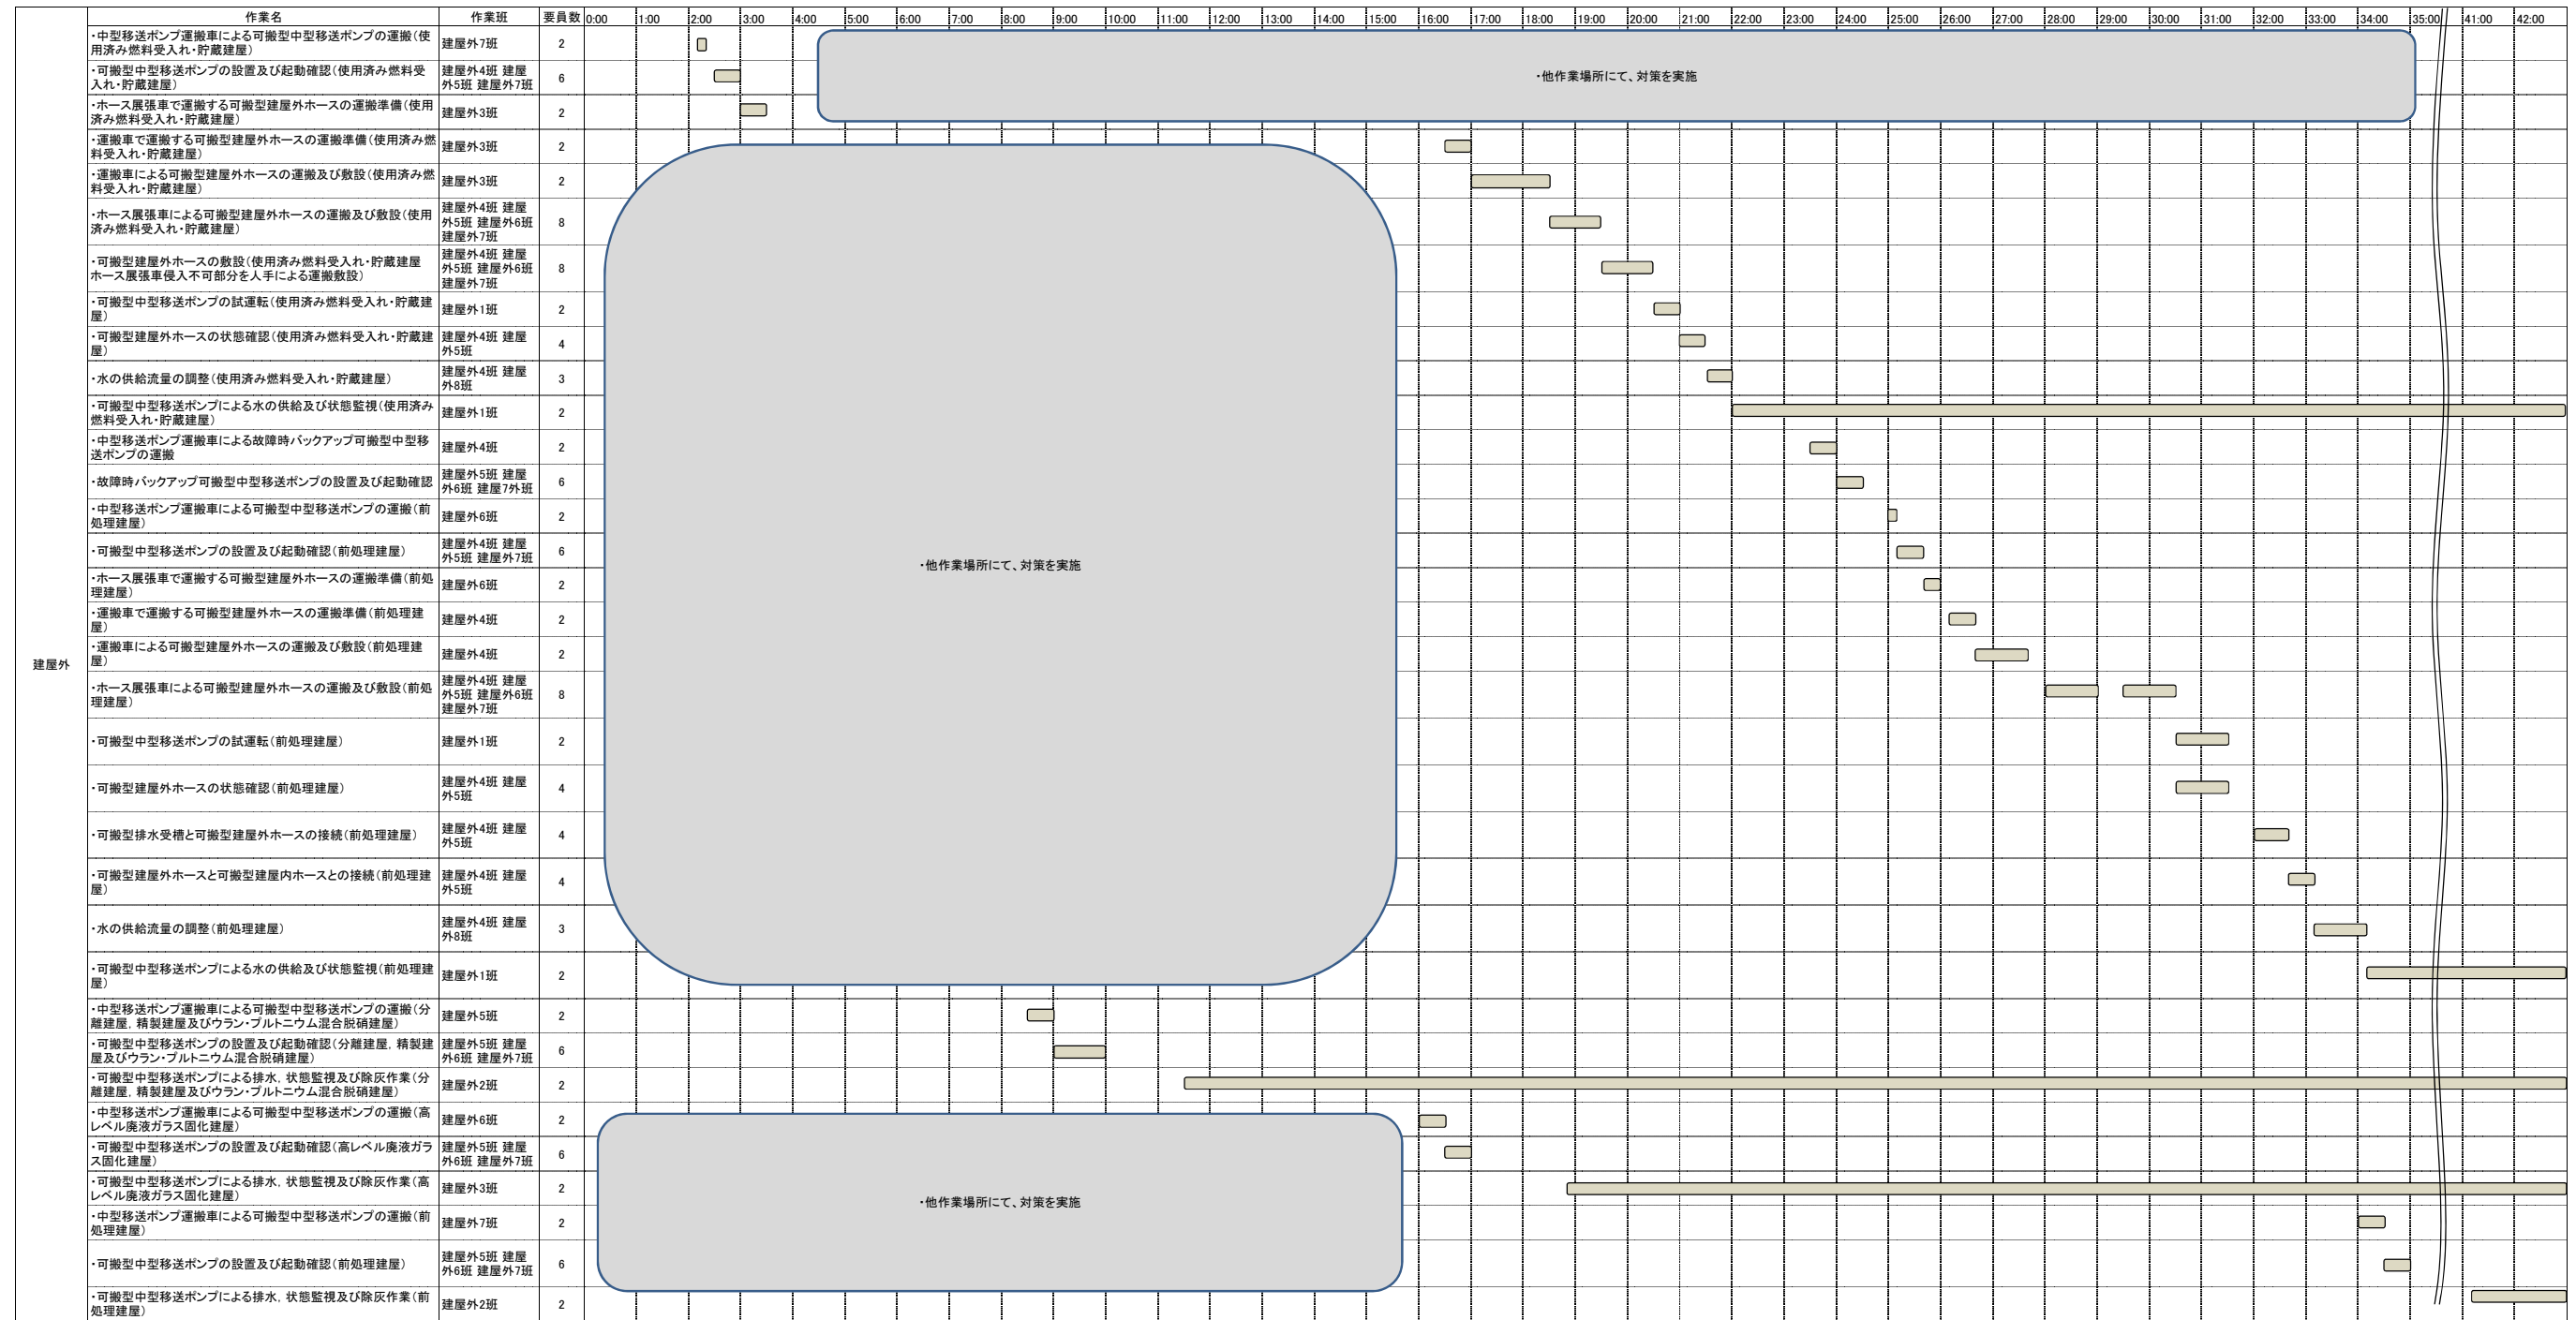 作業名 作業班 要員数 0:00 1:00 2:00 3:00 4:00 5:00 6:00 7:00 8:00 9:00 10:00 11:00 12:00 13:00 14:00 15:00 16:00 17:00 18:00 19:00 20:00 21:00 22:00 23:00 24:00 25:00 26:00 27:00 28:00 29:00 30:00 31:00 32:00 33:00 34:00 35:00 41:00 42:00
建屋外
・中型移送ポンプ運搬車による可搬型中型移送ポンプの運搬(使
用済み燃料受入れ・貯蔵建屋)
建屋外7班
2
・可搬型中型移送ポンプの設置及び起動確認(使用済み燃料受
入れ・貯蔵建屋)
建屋外4班 建屋
外5班 建屋外7班
6
・他作業場所にて、対策を実施
・ホース展張車で運搬する可搬型建屋外ホースの運搬準備(使用
済み燃料受入れ・貯蔵建屋)
建屋外3班
2
・運搬車で運搬する可搬型建屋外ホースの運搬準備(使用済み燃
料受入れ・貯蔵建屋)
建屋外3班
2
・運搬車による可搬型建屋外ホースの運搬及び敷設(使用済み燃
料受入れ・貯蔵建屋)
建屋外3班
2
・ホース展張車による可搬型建屋外ホースの運搬及び敷設(使用
済み燃料受入れ・貯蔵建屋)
建屋外4班 建屋
外5班 建屋外6班
建屋外7班
8
・可搬型建屋外ホースの敷設(使用済み燃料受入れ・貯蔵建屋
ホース展張車侵入不可部分を人手による運搬敷設)
建屋外4班 建屋
外5班 建屋外6班
建屋外7班
8
・可搬型中型移送ポンプの試運転(使用済み燃料受入れ・貯蔵建
屋)
建屋外1班
2
・可搬型建屋外ホースの状態確認(使用済み燃料受入れ・貯蔵建
屋)
建屋外4班 建屋
外5班
4
・水の供給流量の調整(使用済み燃料受入れ・貯蔵建屋)
建屋外4班 建屋
外8班
3
・可搬型中型移送ポンプによる水の供給及び状態監視(使用済み
燃料受入れ・貯蔵建屋)
建屋外1班
2
・中型移送ポンプ運搬車による故障時バックアップ可搬型中型移
送ポンプの運搬
建屋外4班
2
・故障時バックアップ可搬型中型移送ポンプの設置及び起動確認
建屋外5班 建屋
外6班 建屋7外班
6
・中型移送ポンプ運搬車による可搬型中型移送ポンプの運搬(前
処理建屋)
建屋外6班
2
・可搬型中型移送ポンプの設置及び起動確認(前処理建屋)
建屋外4班 建屋
外5班 建屋外7班
6
・他作業場所にて、対策を実施
・ホース展張車で運搬する可搬型建屋外ホースの運搬準備(前処
理建屋)
建屋外6班
2
・運搬車で運搬する可搬型建屋外ホースの運搬準備(前処理建
屋)
建屋外4班
2
・運搬車による可搬型建屋外ホースの運搬及び敷設(前処理建
屋)
建屋外4班
2
・ホース展張車による可搬型建屋外ホースの運搬及び敷設(前処
理建屋)
建屋外4班 建屋
外5班 建屋外6班
建屋外7班
8
・可搬型中型移送ポンプの試運転(前処理建屋)
建屋外1班
2
・可搬型建屋外ホースの状態確認(前処理建屋)
建屋外4班 建屋
外5班
4
・可搬型排水受槽と可搬型建屋外ホースの接続(前処理建屋)
建屋外4班 建屋
外5班
4
・可搬型建屋外ホースと可搬型建屋内ホースとの接続(前処理建
屋)
建屋外4班 建屋
外5班
4
・水の供給流量の調整(前処理建屋)
建屋外4班 建屋
外8班
3
・可搬型中型移送ポンプによる水の供給及び状態監視(前処理建
屋)
建屋外1班
2
・中型移送ポンプ運搬車による可搬型中型移送ポンプの運搬(分
離建屋,精製建屋及びウラン・プルトニウム混合脱硝建屋)
建屋外5班
2
・可搬型中型移送ポンプの設置及び起動確認(分離建屋,精製建
屋及びウラン・プルトニウム混合脱硝建屋)
建屋外5班 建屋
外6班 建屋外7班
6
・可搬型中型移送ポンプによる排水,状態監視及び除灰作業(分
離建屋,精製建屋及びウラン・プルトニウム混合脱硝建屋)
建屋外2班
2
・中型移送ポンプ運搬車による可搬型中型移送ポンプの運搬(高
レベル廃液ガラス固化建屋)
建屋外6班
2
・可搬型中型移送ポンプの設置及び起動確認(高レベル廃液ガラ
ス固化建屋)
建屋外5班 建屋
外6班 建屋外7班
6
・可搬型中型移送ポンプによる排水,状態監視及び除灰作業(高
レベル廃液ガラス固化建屋)
建屋外3班
2
・他作業場所にて、対策を実施
・中型移送ポンプ運搬車による可搬型中型移送ポンプの運搬(前
処理建屋)
建屋外7班
2
・可搬型中型移送ポンプの設置及び起動確認(前処理建屋)
建屋外5班 建屋
外6班 建屋外7班
6
・可搬型中型移送ポンプによる排水,状態監視及び除灰作業(前
処理建屋)
建屋外2班
2